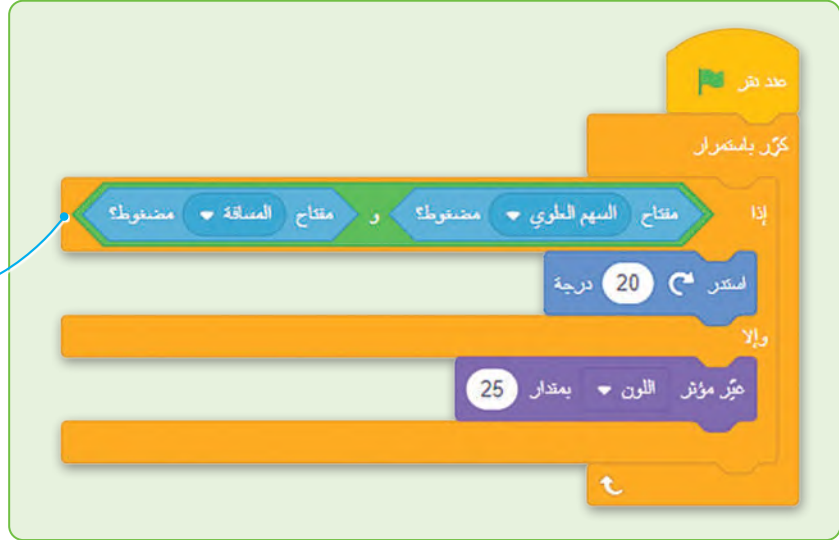 عند نقر
كرّر باستمرار
إذا مفتاح السهم العلوي مضغوط؟ و مفتاح المسافة مضغوط؟
استدر 20 درجة
وإلا
غيّر مؤثر اللون بمقدار 25